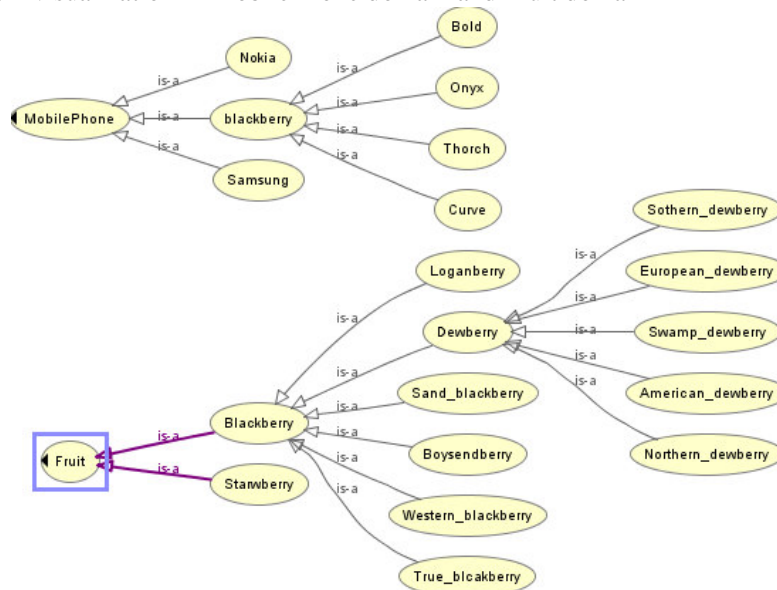 Bold
Nokia
is-a
is-a
is-a
Onyx
MobilePhone
is-a
blackberry
is-a
is-a
Thorch
is-a
is-a
Samsung
Curve
Sothern_dewberry
Loganberry
is-a
European_dewberry
is-a
is-a
Dewberry
is-a
Swamp_dewberry
is-a
is-a
American_dewberry
Sand_blackberry
is-a
is-a
Blackberry
is-a
is-a
Boysendberry
Northern_dewberry
Fruit
is-a
is-a
Starwberry
is-a
Western_blackberry
True_blcakberry